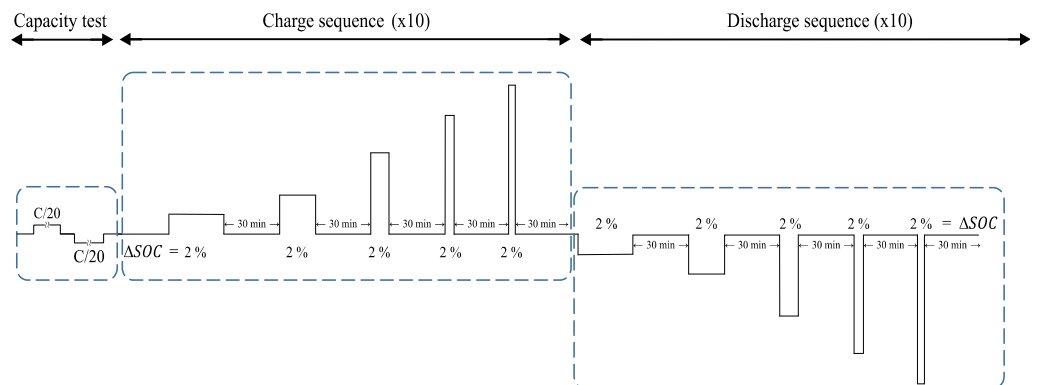 Capacity test
Charge sequence (x10)
Discharge sequence (x10)
C/20
C/20
30 min
30 min
30 min
30 min
30 min
ΔSOC = 2 %
2 %
2 %
2 %
2 %
2 %
2 %
2 %
2 %
2 % = ΔSOC
30 min
30 min
30 min
30 min
30 min